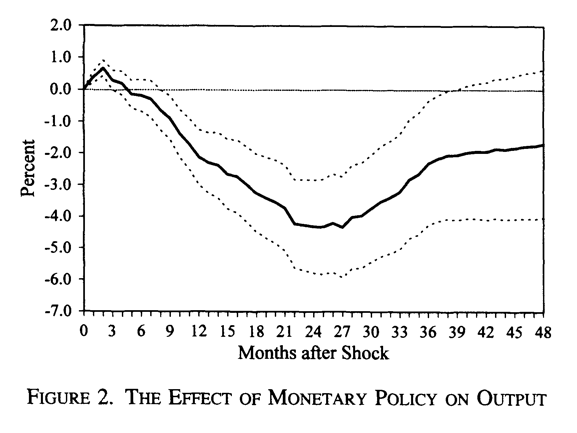 2.0
1.0
0.0
-1.0
-2.0
-3.0
-4.0
-5.0
-6.0
-7.0
Percent
0 3 6 9 12 15 18 21 24 27 30 33 36 39 42 45 48
Months after Shock
FIGURE 2. THE EFFECT OF MONETARY POLICY ON OUTPUT